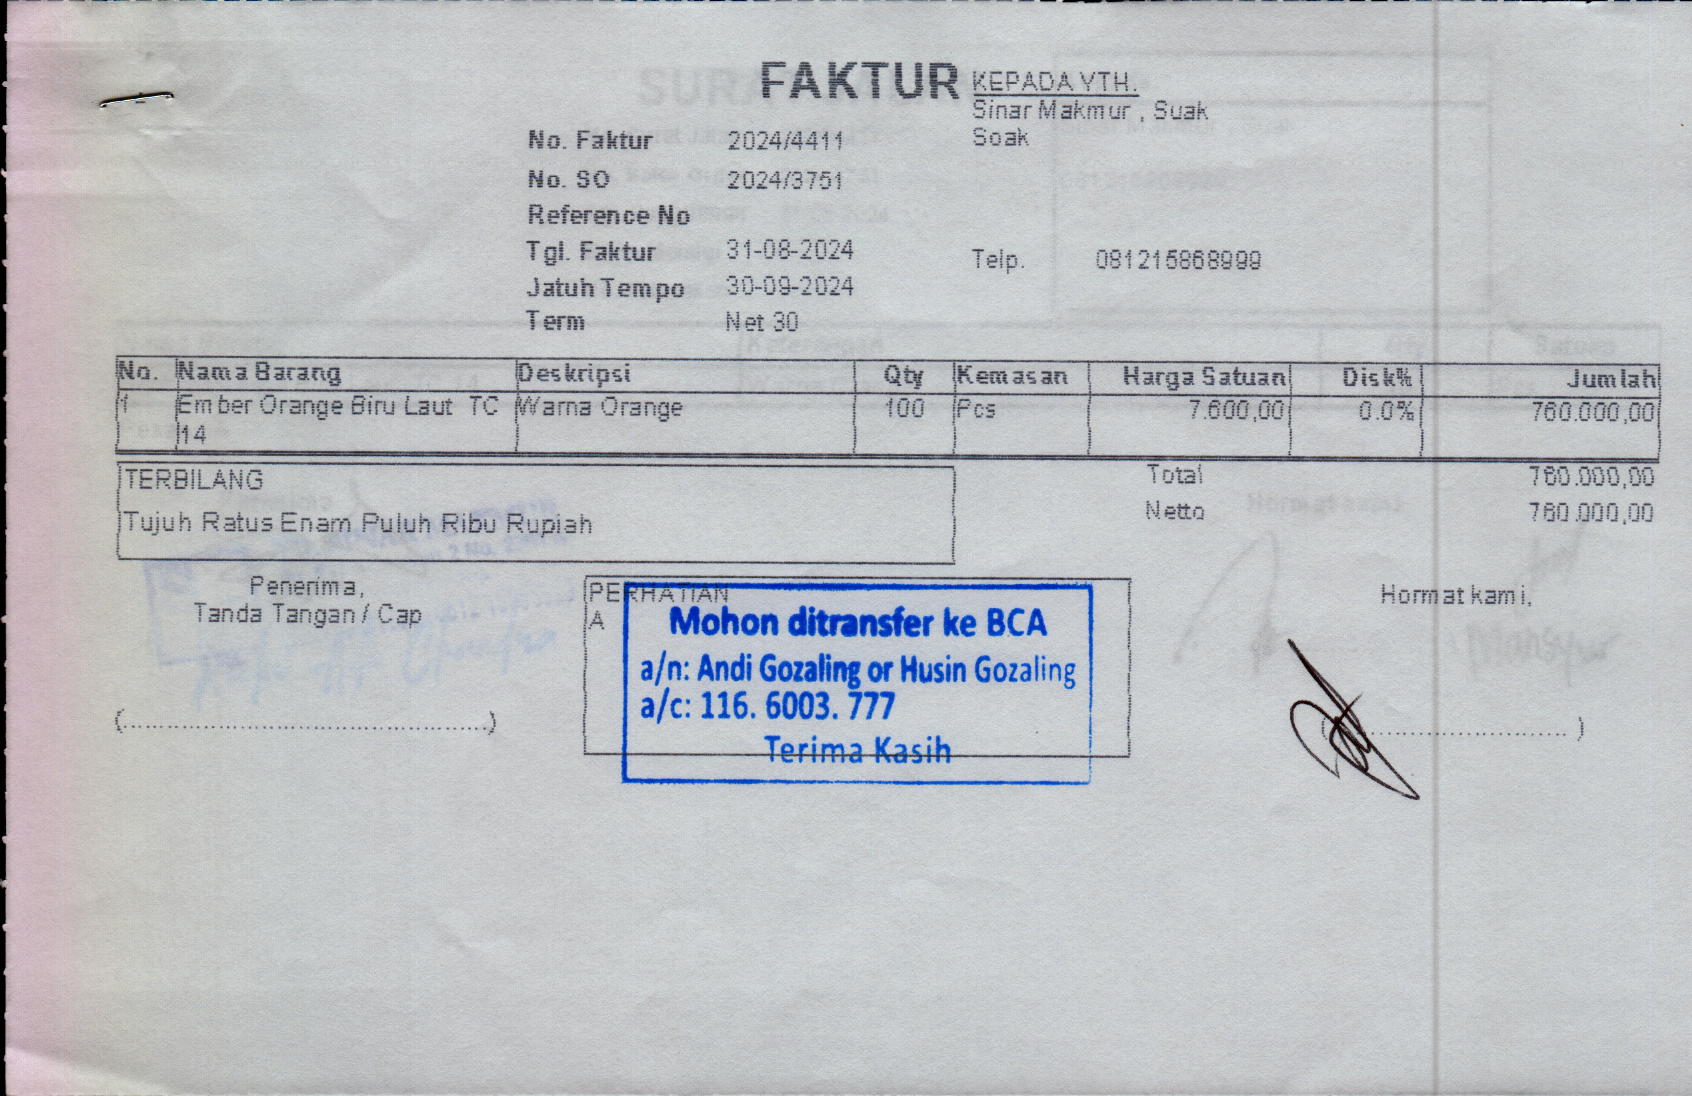 FAKTUR
KEPADA YTH.
Sinar Makmur , Suak
Soak
No. Faktur 2024/4411
No. SO 2024/3751
Reference No
Tgl. Faktur 31-08-2024
Telp. 081215868999
Jatuh Tempo 30-09-2024
Term Net 30
No. Nama Barang Deskripsi Qty Kemasan Harga Satuan Disk% Jumlah
1 Ember Orange Biru Laut TC Warna Orange 100 Pcs 7.600,00 0.0% 760.000,00
14
TERBILANG
Tujuh Ratus Enam Puluh Ribu Rupiah
Total 760.000,00
Netto 760.000,00
Penerima,
Tanda Tangan / Cap
PERHATIAN
A
Mohon ditransfer ke BCA
a/n: Andi Gozaling or Husin Gozaling
a/c: 116. 6003. 777
Terima Kasih
Hormat kami,